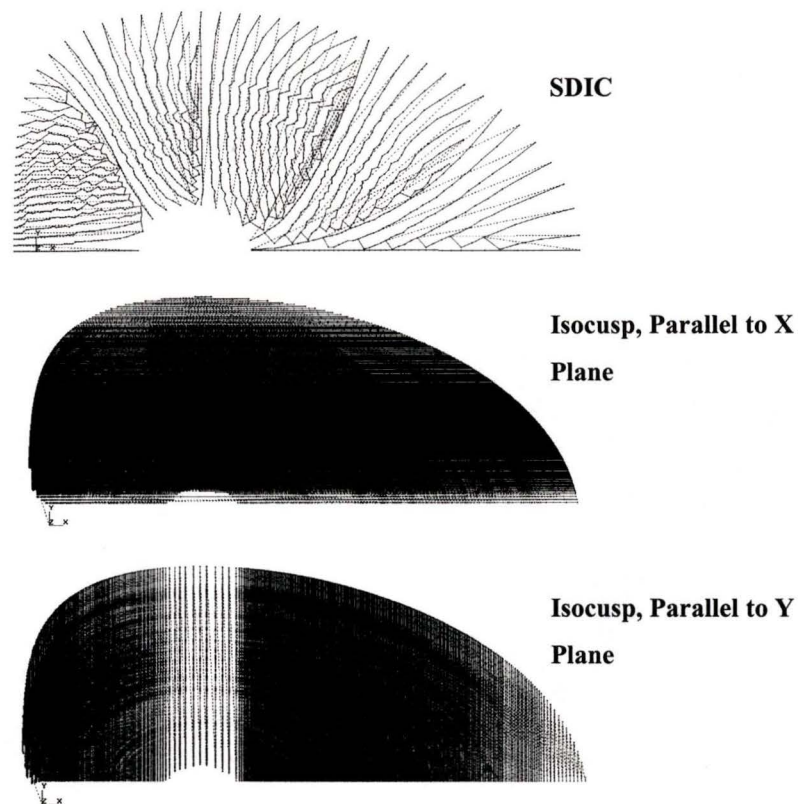 SDIC
Y
Z X
Isocusp, Parallel to X
Plane
Y
Z X
Isocusp, Parallel to Y
Plane
Y
Z X